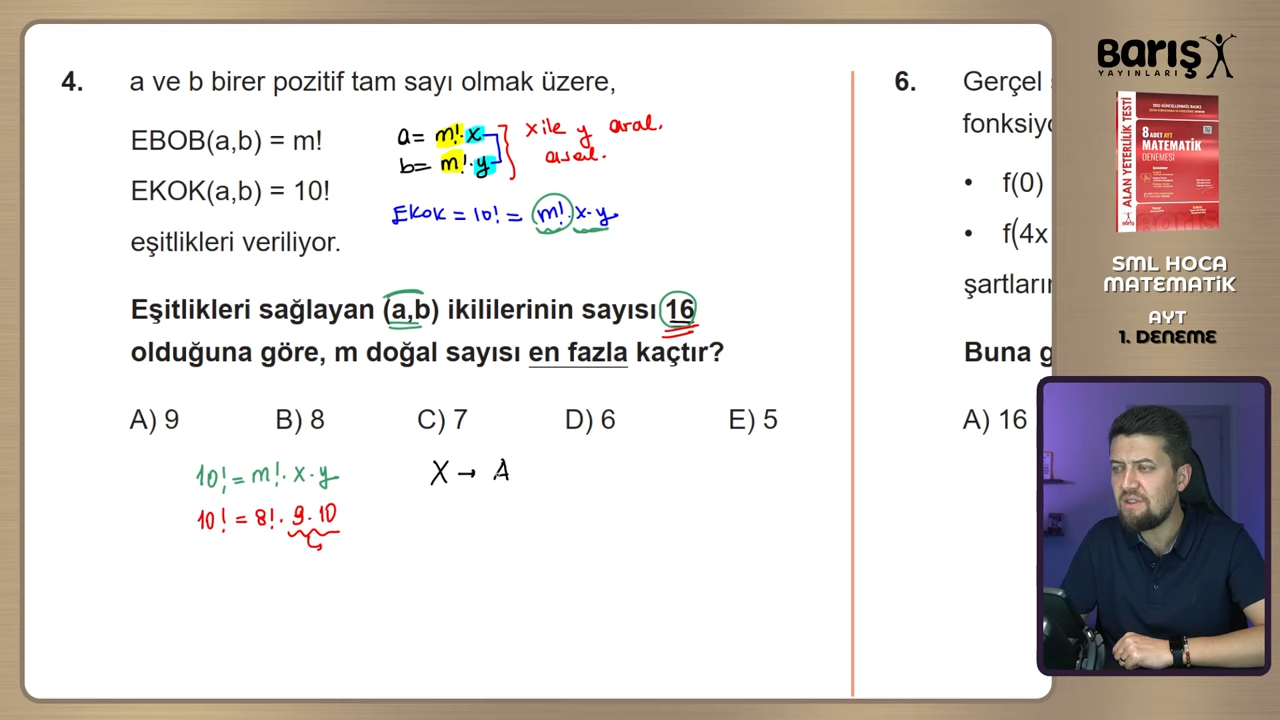 4. a ve b birer pozitif tam sayı olmak üzere,
EBOB(a,b) = m!
EKOK(a,b) = 10!
eşitlikleri veriliyor.
a= m!·x
b= m!·y
x ile y aral.
asal.
EKOK = 10! = m!·x·y
Eşitlikleri sağlayan (a,b) ikililerinin sayısı 16
olduğuna göre, m doğal sayısı en fazla kaçtır?
A) 9 B) 8 C) 7 D) 6 E) 5
10! = m!·x·y
10! = 8!·9·10
X → A
6. Gerçel
fonksiyo
• f(0)
• f(4x
şartların
Buna g
A) 16
BARIŞ
YAYINLARI
ALAN YETERLİLİK TESTİ
8 ADET AYT
MATEMATİK
DENEMESİ
SML HOCA
MATEMATİK
AYT
1. DENEME